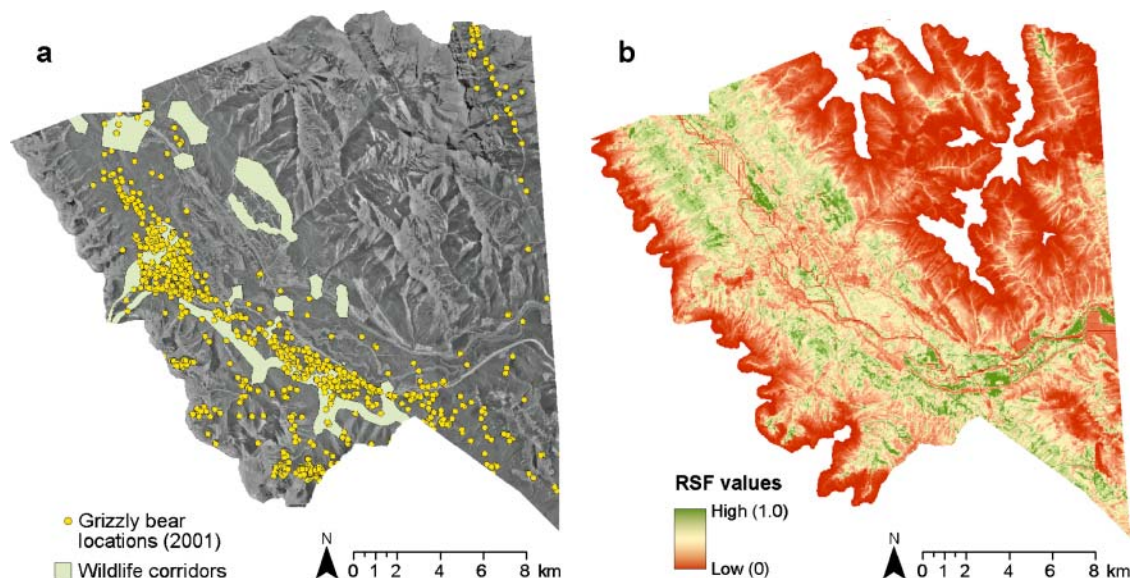 a
Grizzly bear
locations (2001)
Wildlife corridors
N
0 1 2 4 6 8 km
b
RSF values
High (1.0)
Low (0)
N
0 1 2 4 6 8 km